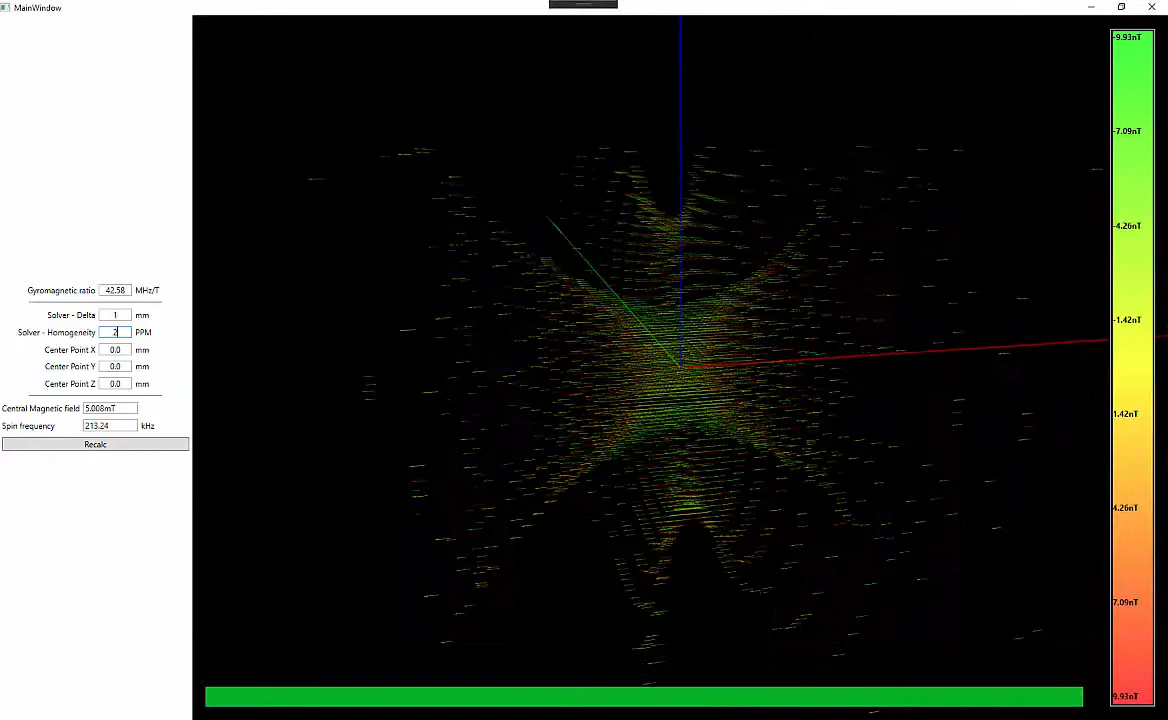 MainWindow
Gyromagnetic ratio 42.58 MHz/T
Solver - Delta 1 mm
Solver - Homogeneity 2 PPM
Center Point X 0.0 mm
Center Point Y 0.0 mm
Center Point Z 0.0 mm
Central Magnetic field 5.008mT
Spin frequency 213.24 kHz
Recalc
-9.93nT
-7.09nT
-4.26nT
-1.42nT
1.42nT
4.26nT
7.09nT
9.93nT